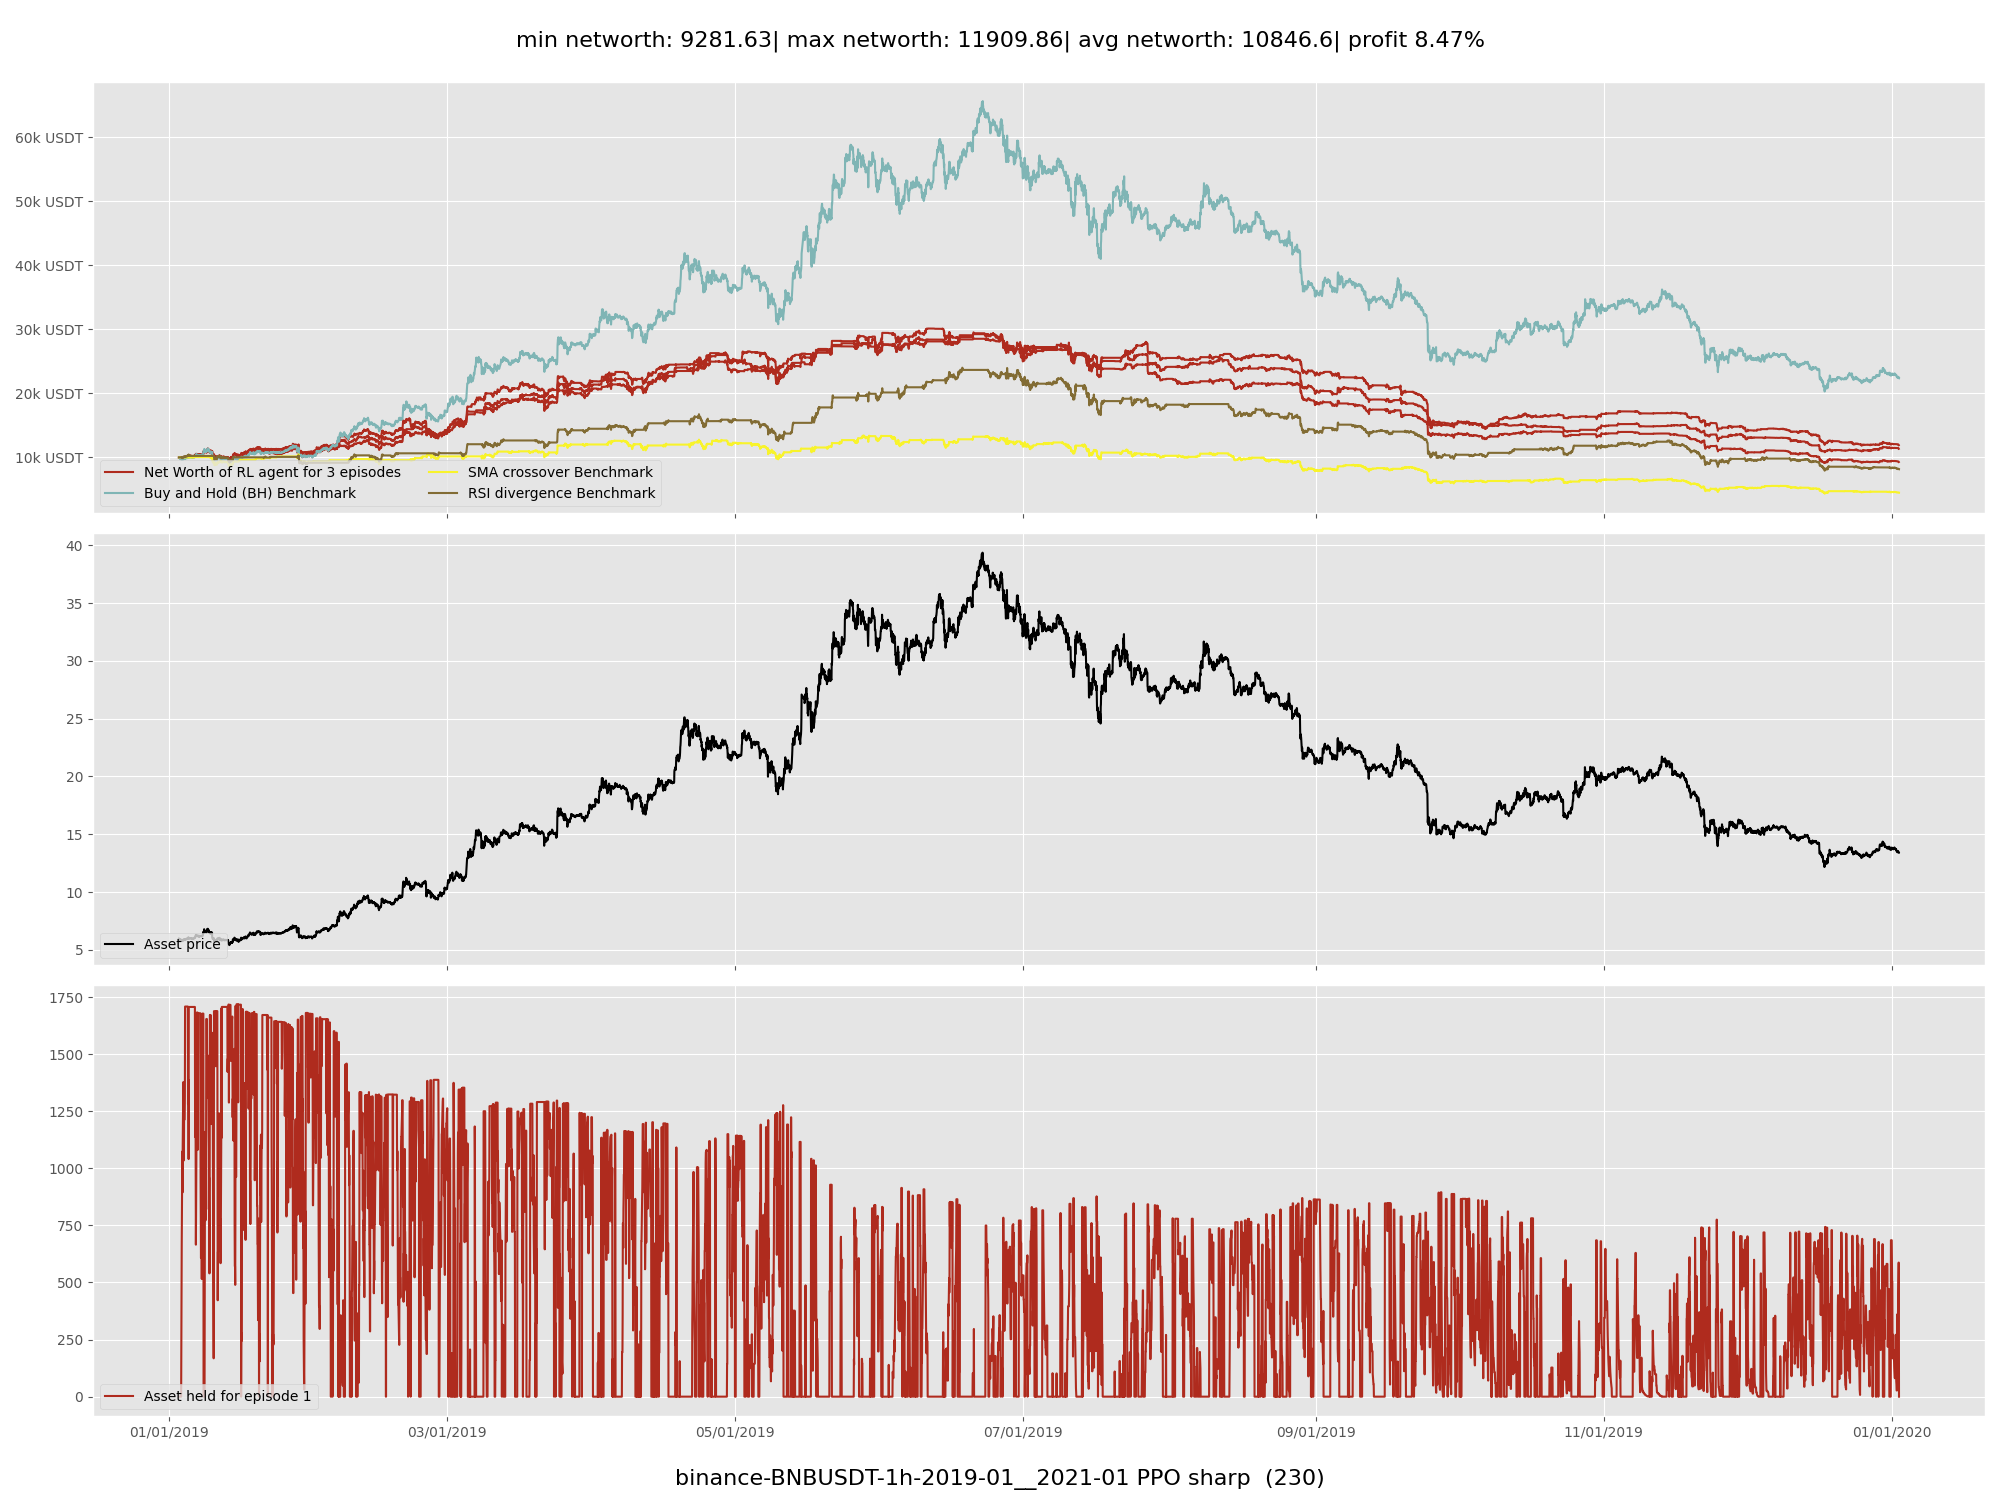 min networth: 9281.63| max networth: 11909.86| avg networth: 10846.6| profit 8.47%
60k USDT
50k USDT
40k USDT
30k USDT
20k USDT
10k USDT
Net Worth of RL agent for 3 episodes
Buy and Hold (BH) Benchmark
SMA crossover Benchmark
RSI divergence Benchmark
40
35
30
25
20
15
10
5
Asset price
1750
1500
1250
1000
750
500
250
0
Asset held for episode 1
01/01/2019 03/01/2019 05/01/2019 07/01/2019 09/01/2019 11/01/2019 01/01/2020
binance-BNBUSDT-1h-2019-01__2021-01 PPO sharp  (230)